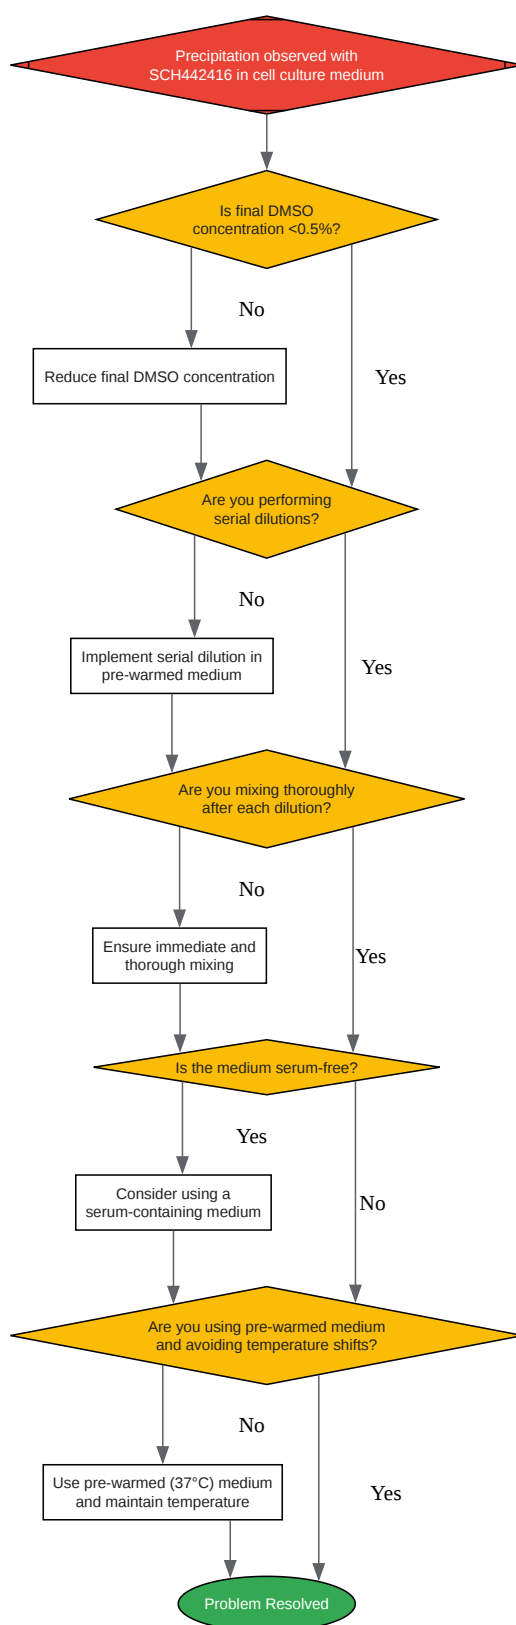 Precipitation observed with
SCH442416 in cell culture medium
Is final DMSO
concentration <0.5%?
No
Reduce final DMSO concentration
Yes
Are you performing
serial dilutions?
No
Implement serial dilution in
pre-warmed medium
Yes
Are you mixing thoroughly
after each dilution?
No
Ensure immediate and
thorough mixing
Yes
Is the medium serum-free?
Yes
Consider using a
serum-containing medium
No
Are you using pre-warmed medium
and avoiding temperature shifts?
No
Use pre-warmed (37°C) medium
and maintain temperature
Yes
Problem Resolved